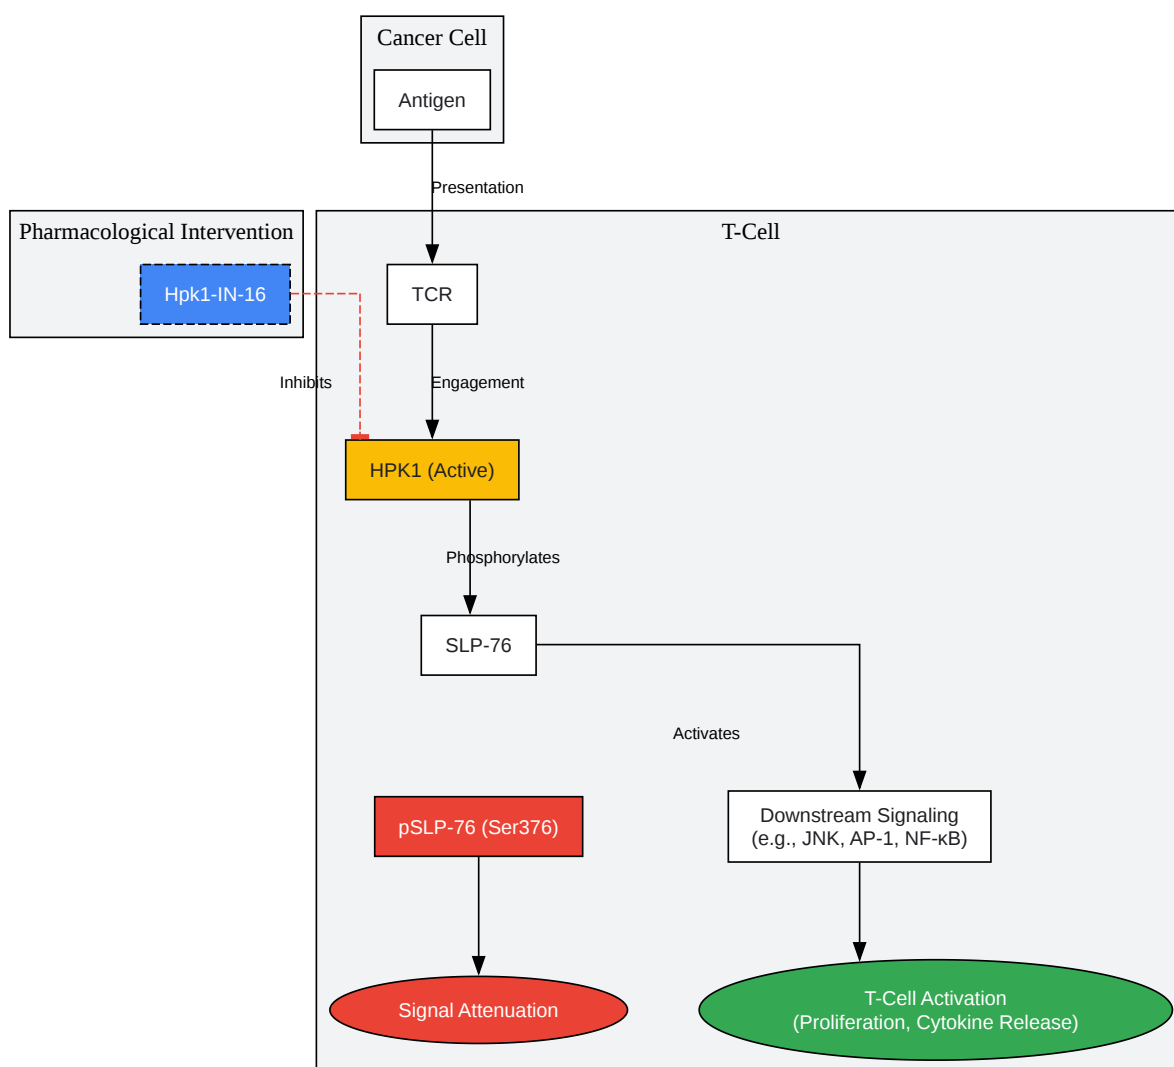 Cancer Cell
Antigen
Presentation
Pharmacological Intervention
T-Cell
Hpk1-IN-16
TCR
Inhibits
Engagement
HPK1 (Active)
Phosphorylates
SLP-76
Activates
pSLP-76 (Ser376)
Downstream Signaling
(e.g., JNK, AP-1, NF-κB)
Signal Attenuation
T-Cell Activation
(Proliferation, Cytokine Release)